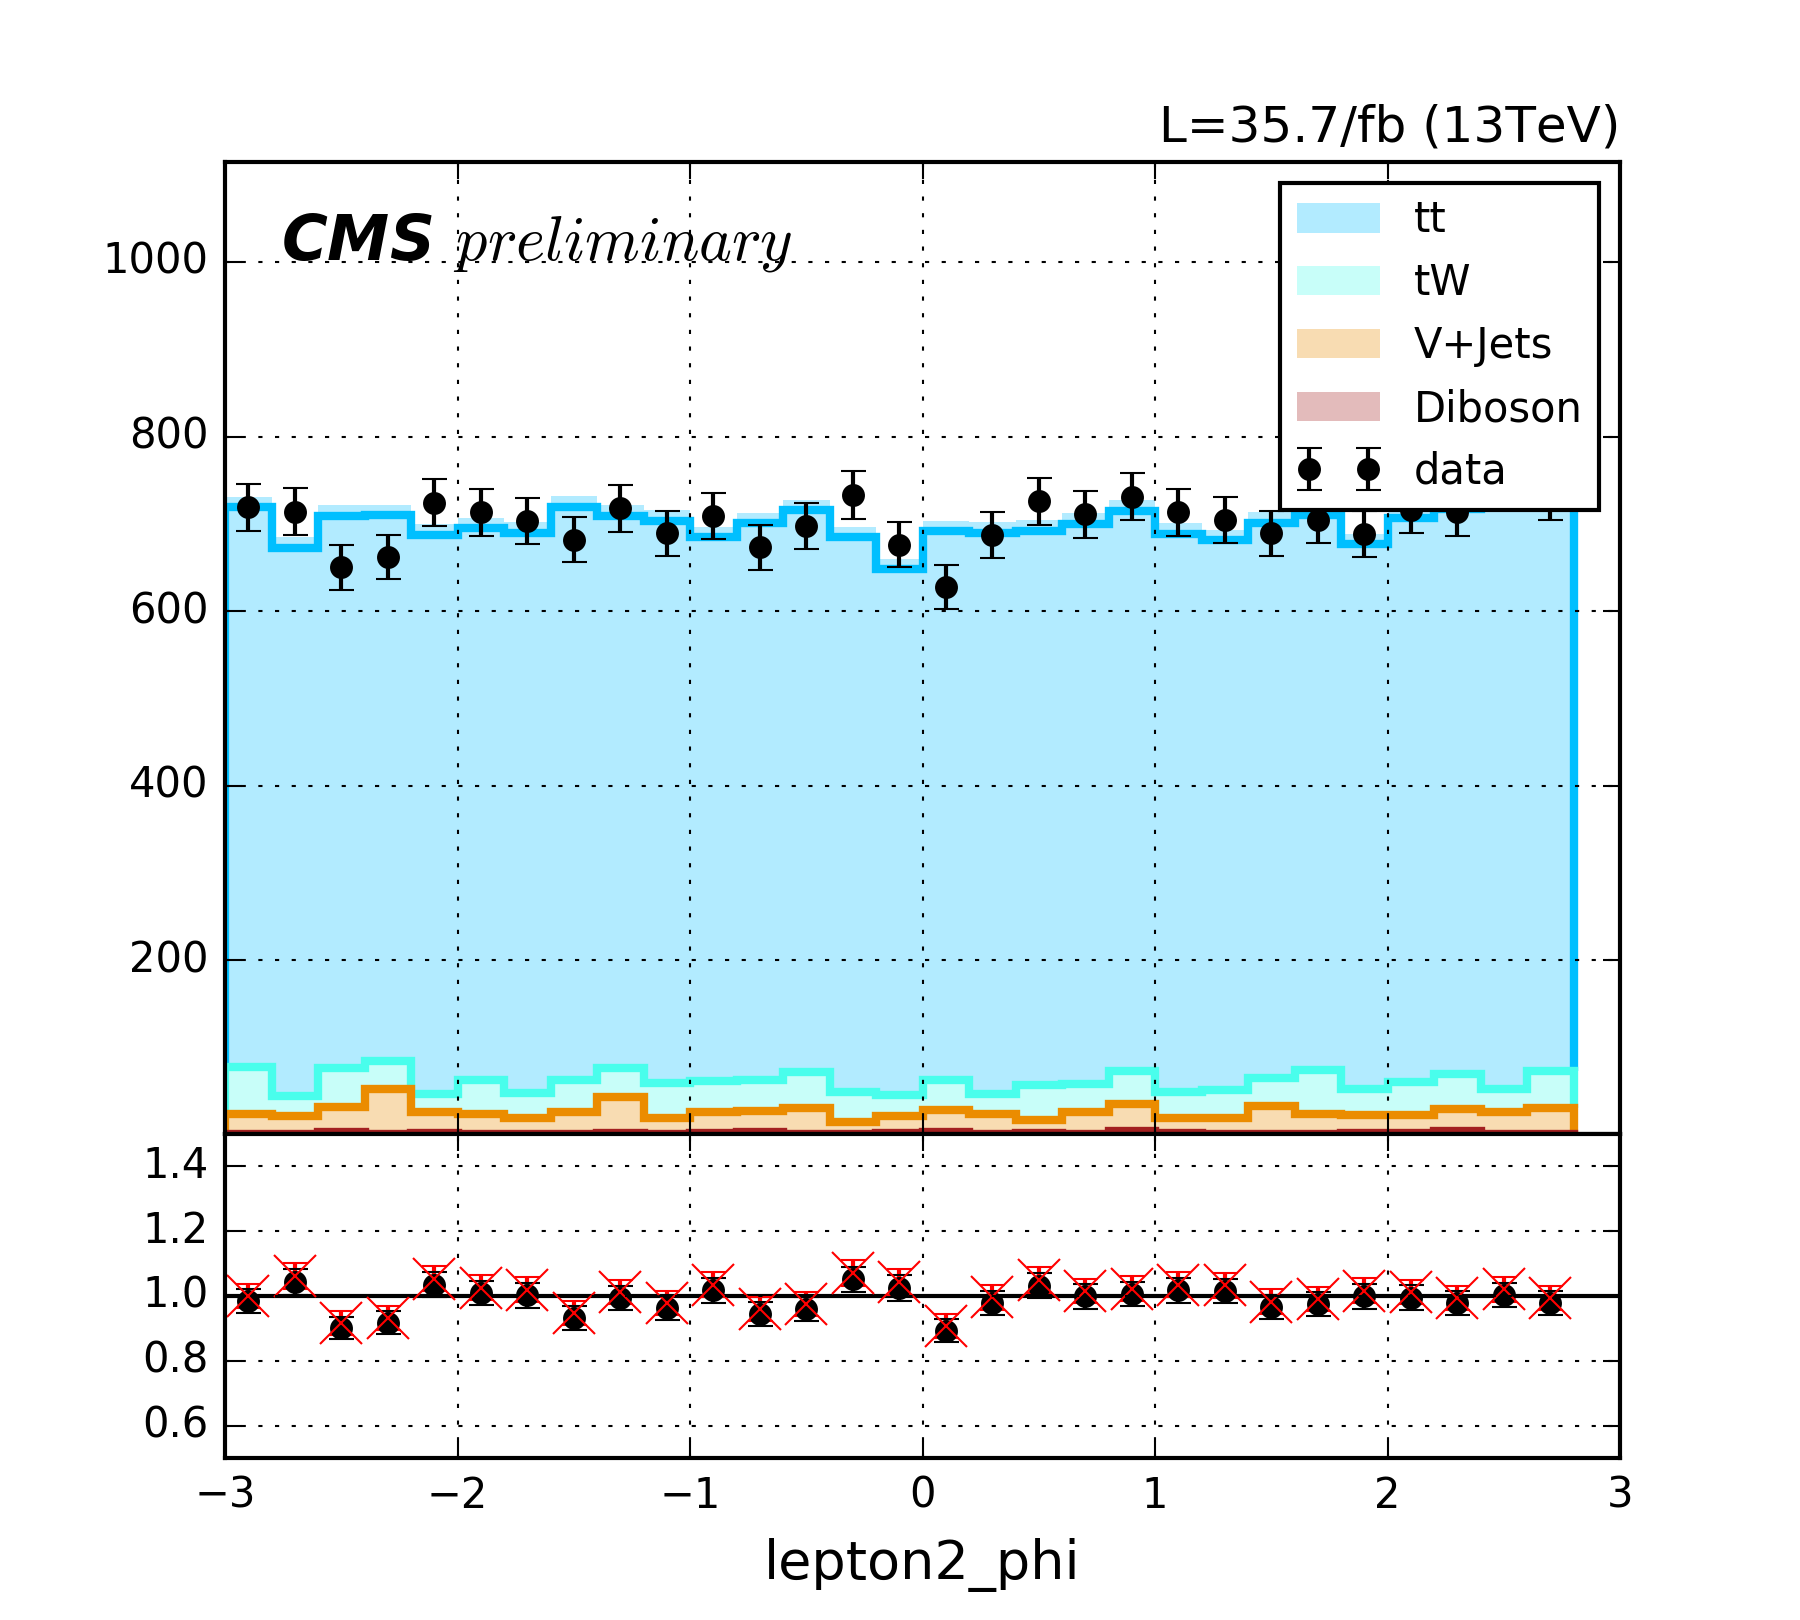 L=35.7/fb (13TeV)
CMS preliminary
tt
tW
V+Jets
Diboson
data
1000
800
600
400
200
1.4
1.2
1.0
0.8
0.6
−3 −2 −1 0 1 2 3
lepton2_phi